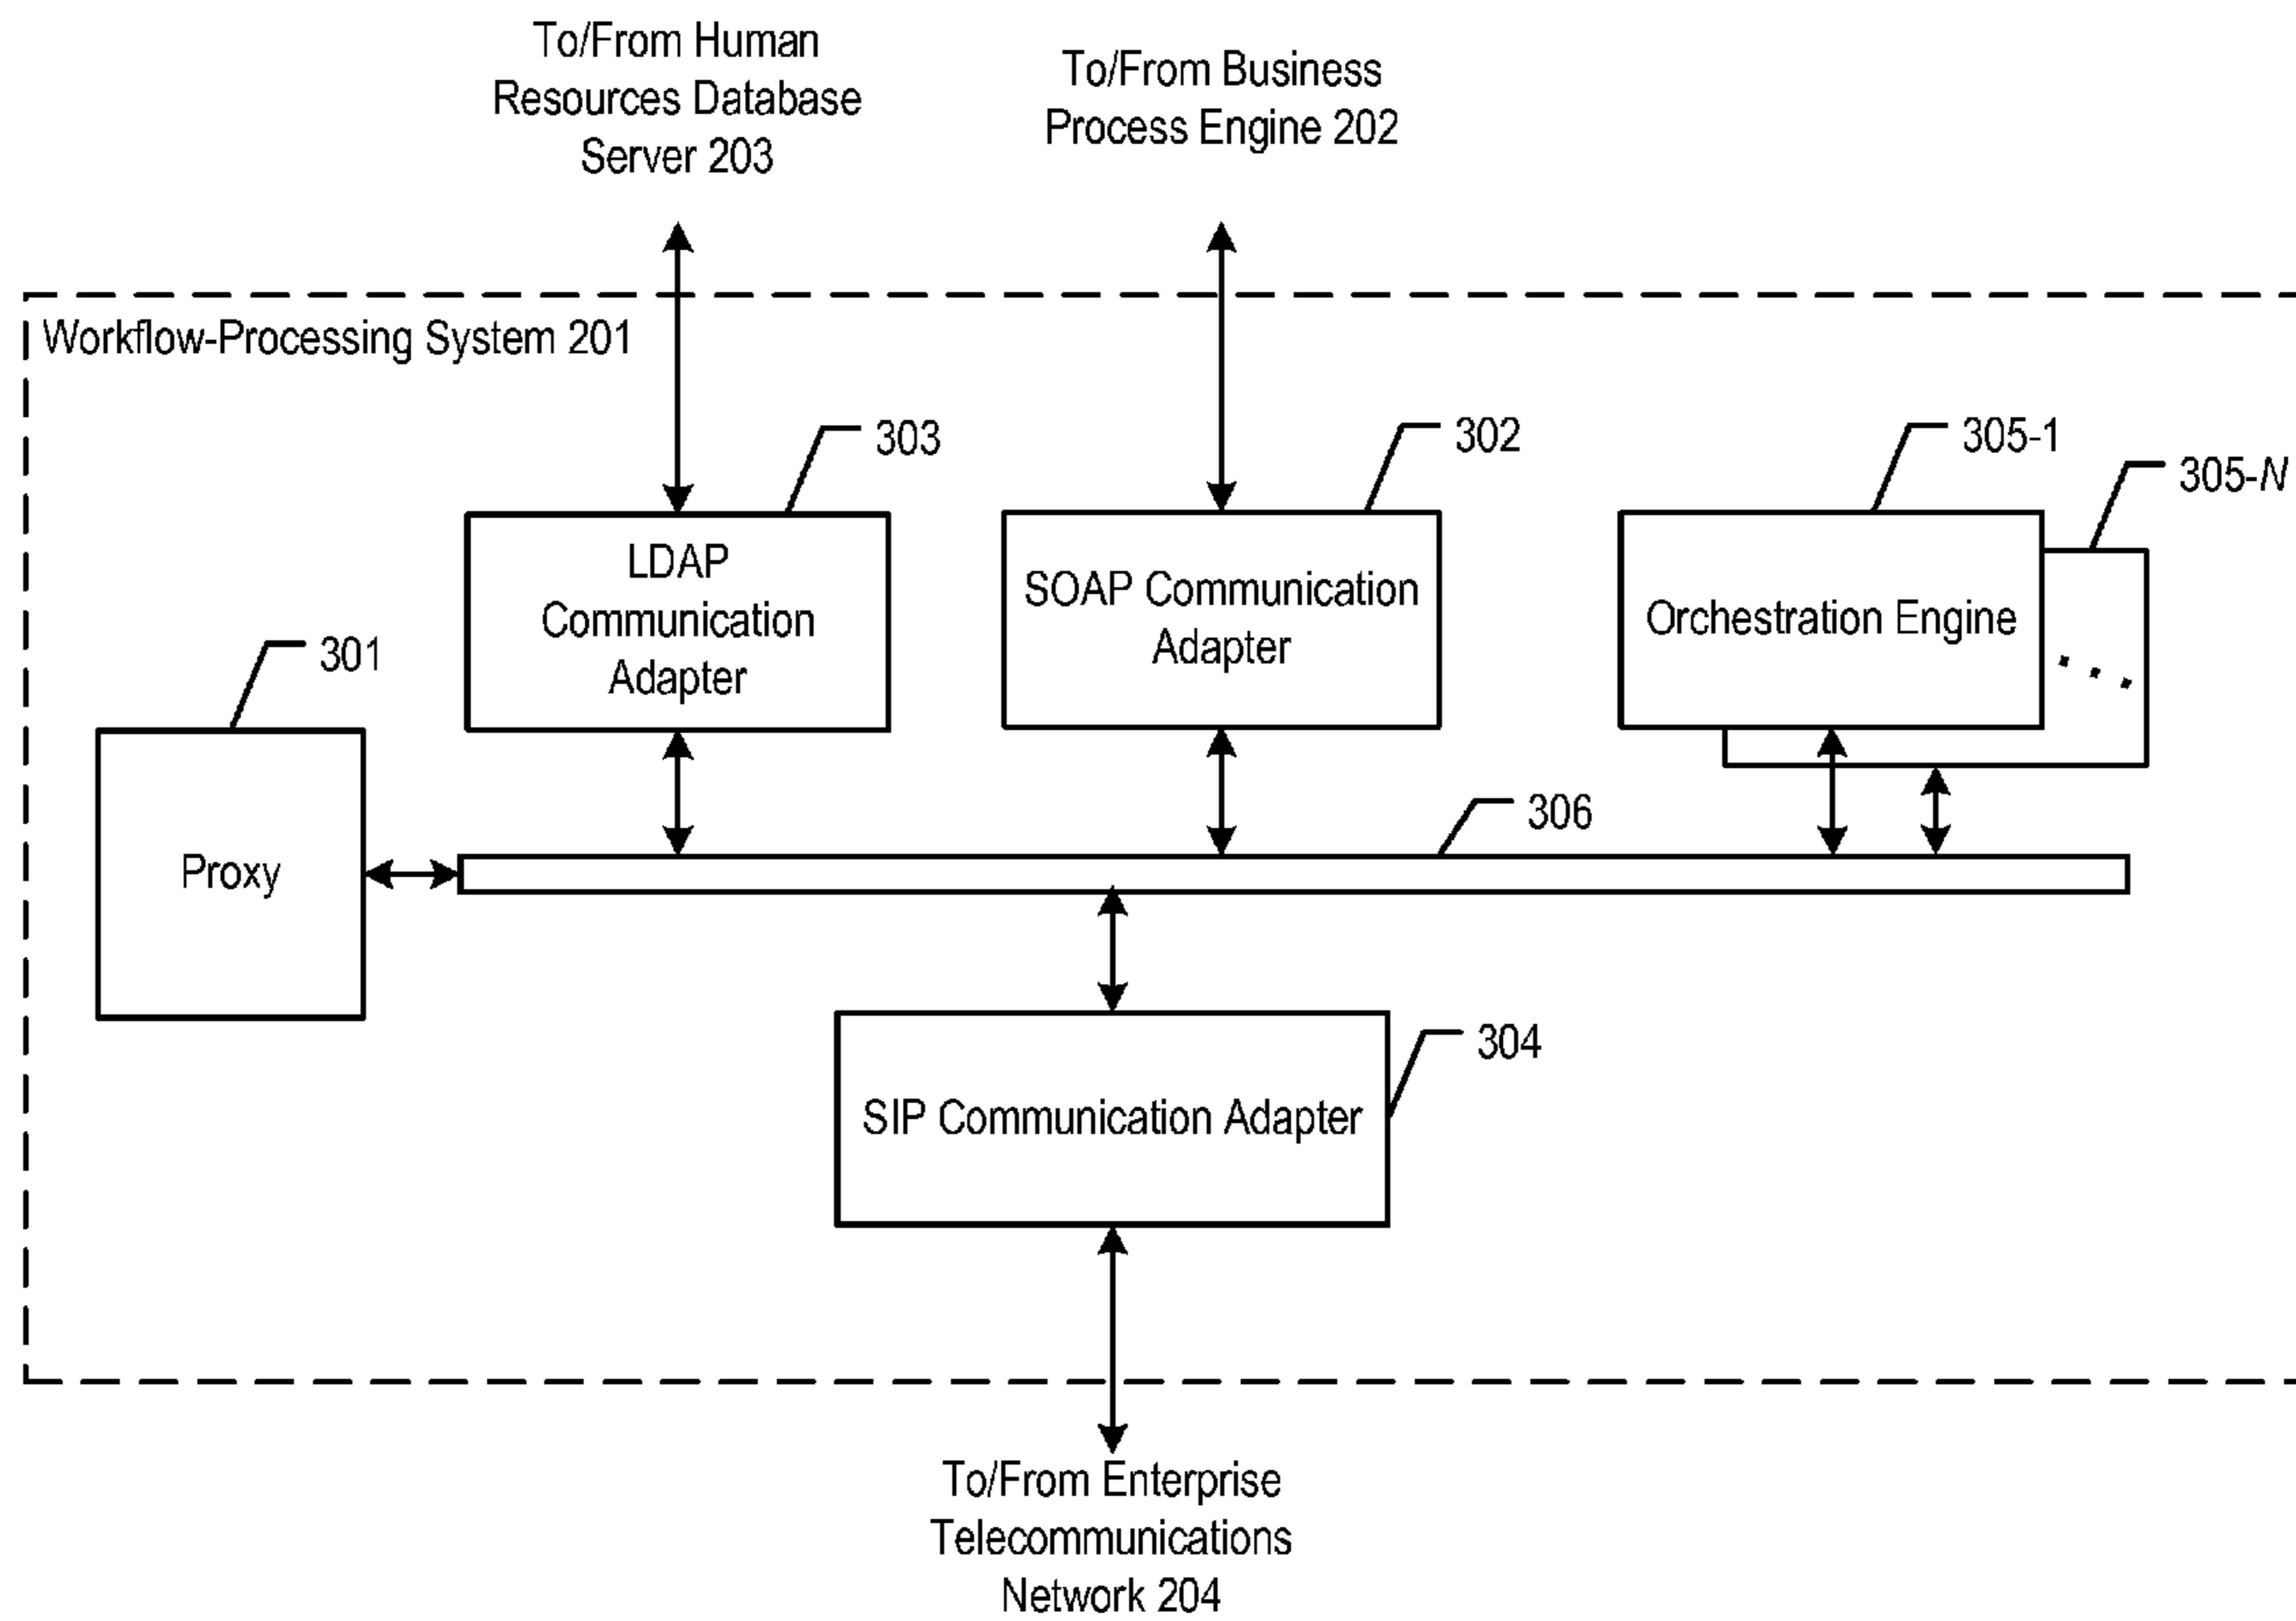 To/From Human
Resources Database
Server 203
To/From Business
Process Engine 202
Workflow-Processing System 201
303
302
305-1
305-N
LDAP
Communication
Adapter
SOAP Communication
Adapter
Orchestration Engine
301
306
Proxy
304
SIP Communication Adapter
To/From Enterprise
Telecommunications
Network 204